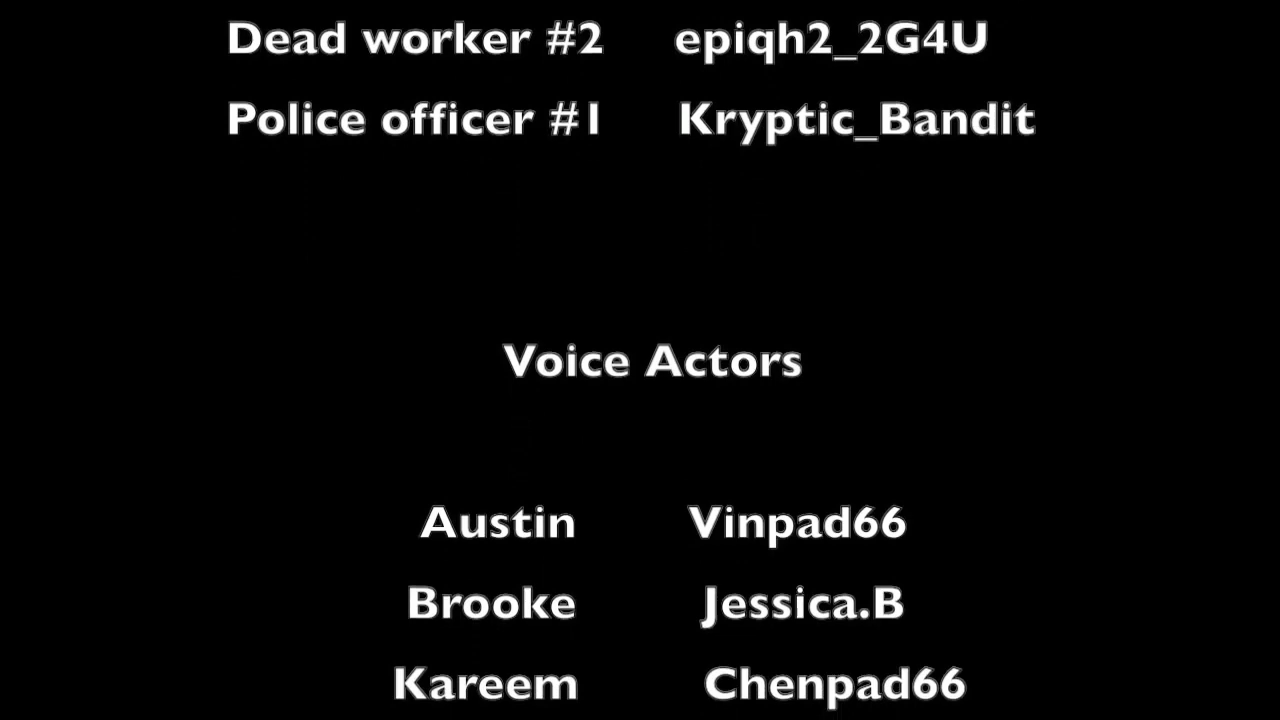 Dead worker #2 epiqh2_2G4U
Police officer #1 Kryptic_Bandit
Voice Actors
Austin Vinpad66
Brooke Jessica.B
Kareem Chenpad66